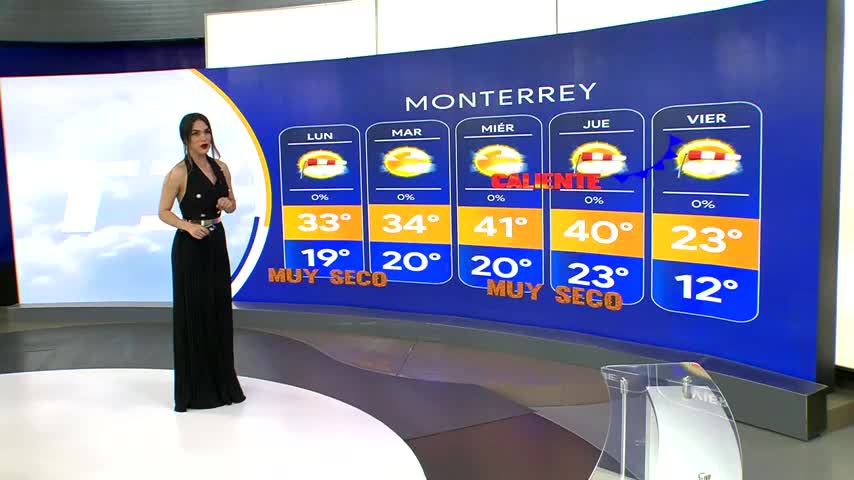 MONTERREY
LUN
MAR
MIÉR
JUE
VIER
0%
0%
0%
0%
0%
CALIENTE
33°
34°
41°
40°
23°
19°
20°
20°
23°
12°
MUY SECO
MUY SECO